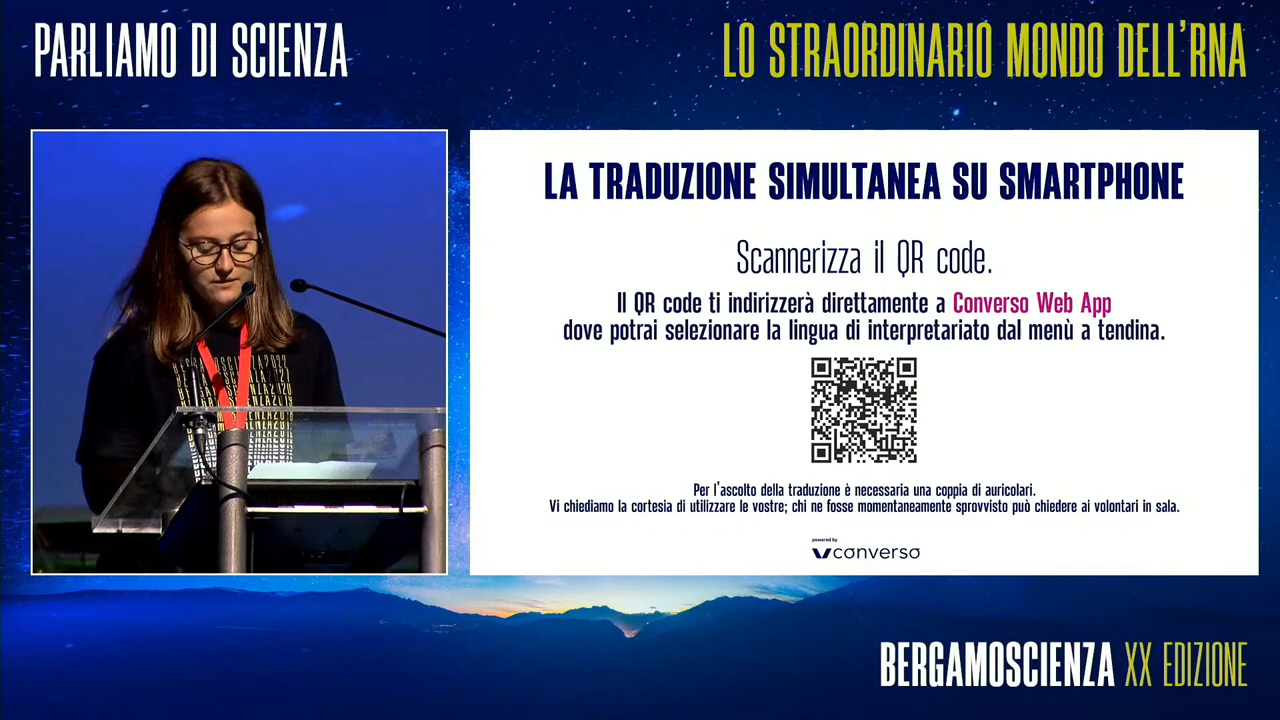 PARLIAMO DI SCIENZA
LO STRAORDINARIO MONDO DELL'RNA
LA TRADUZIONE SIMULTANEA SU SMARTPHONE
Scannerizza il QR code.
Il QR code ti indirizzerà direttamente a Converso Web App
dove potrai selezionare la lingua di interpretariato dal menù a tendina.
Per l'ascolto della traduzione è necessaria una coppia di auricolari.
Vi chiediamo la cortesia di utilizzare le vostre; chi ne fosse momentaneamente sprovvisto può chiedere ai volontari in sala.
powered by
converso
BERGAMOSCIENZA XX EDIZIONE